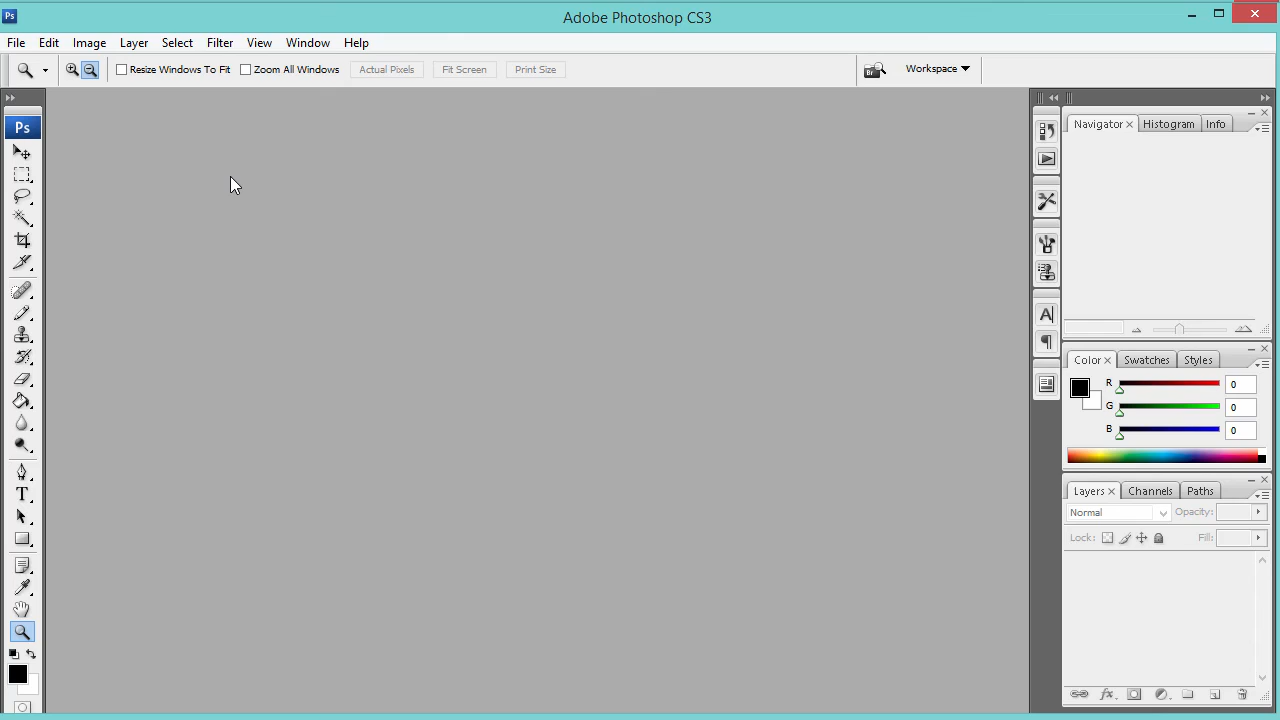 Ps Adobe Photoshop CS3
File Edit Image Layer Select Filter View Window Help
Resize Windows To Fit Zoom All Windows Actual Pixels Fit Screen Print Size Br Workspace
Ps
Navigator Histogram Info
Color Swatches Styles
R 0
G 0
B 0
Layers Channels Paths
Normal Opacity:
Lock: Fill: